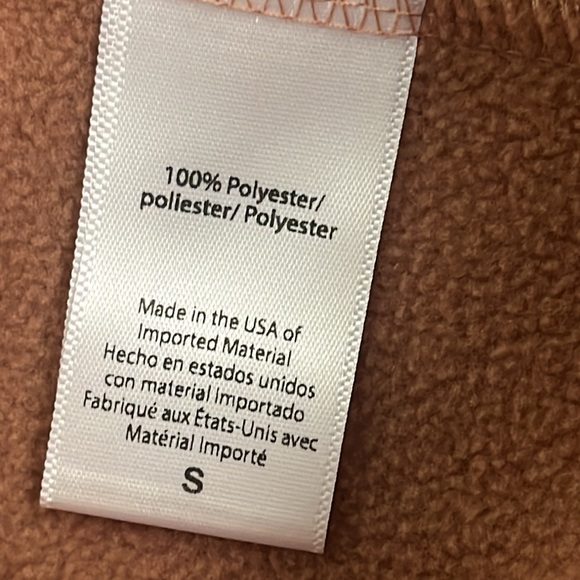 100% Polyester/
poliester/ Polyester
Made in the USA of
Imported Material
Hecho en estados unidos
con material importado
Fabriqué aux États-Unis avec
Matérial Importé
S